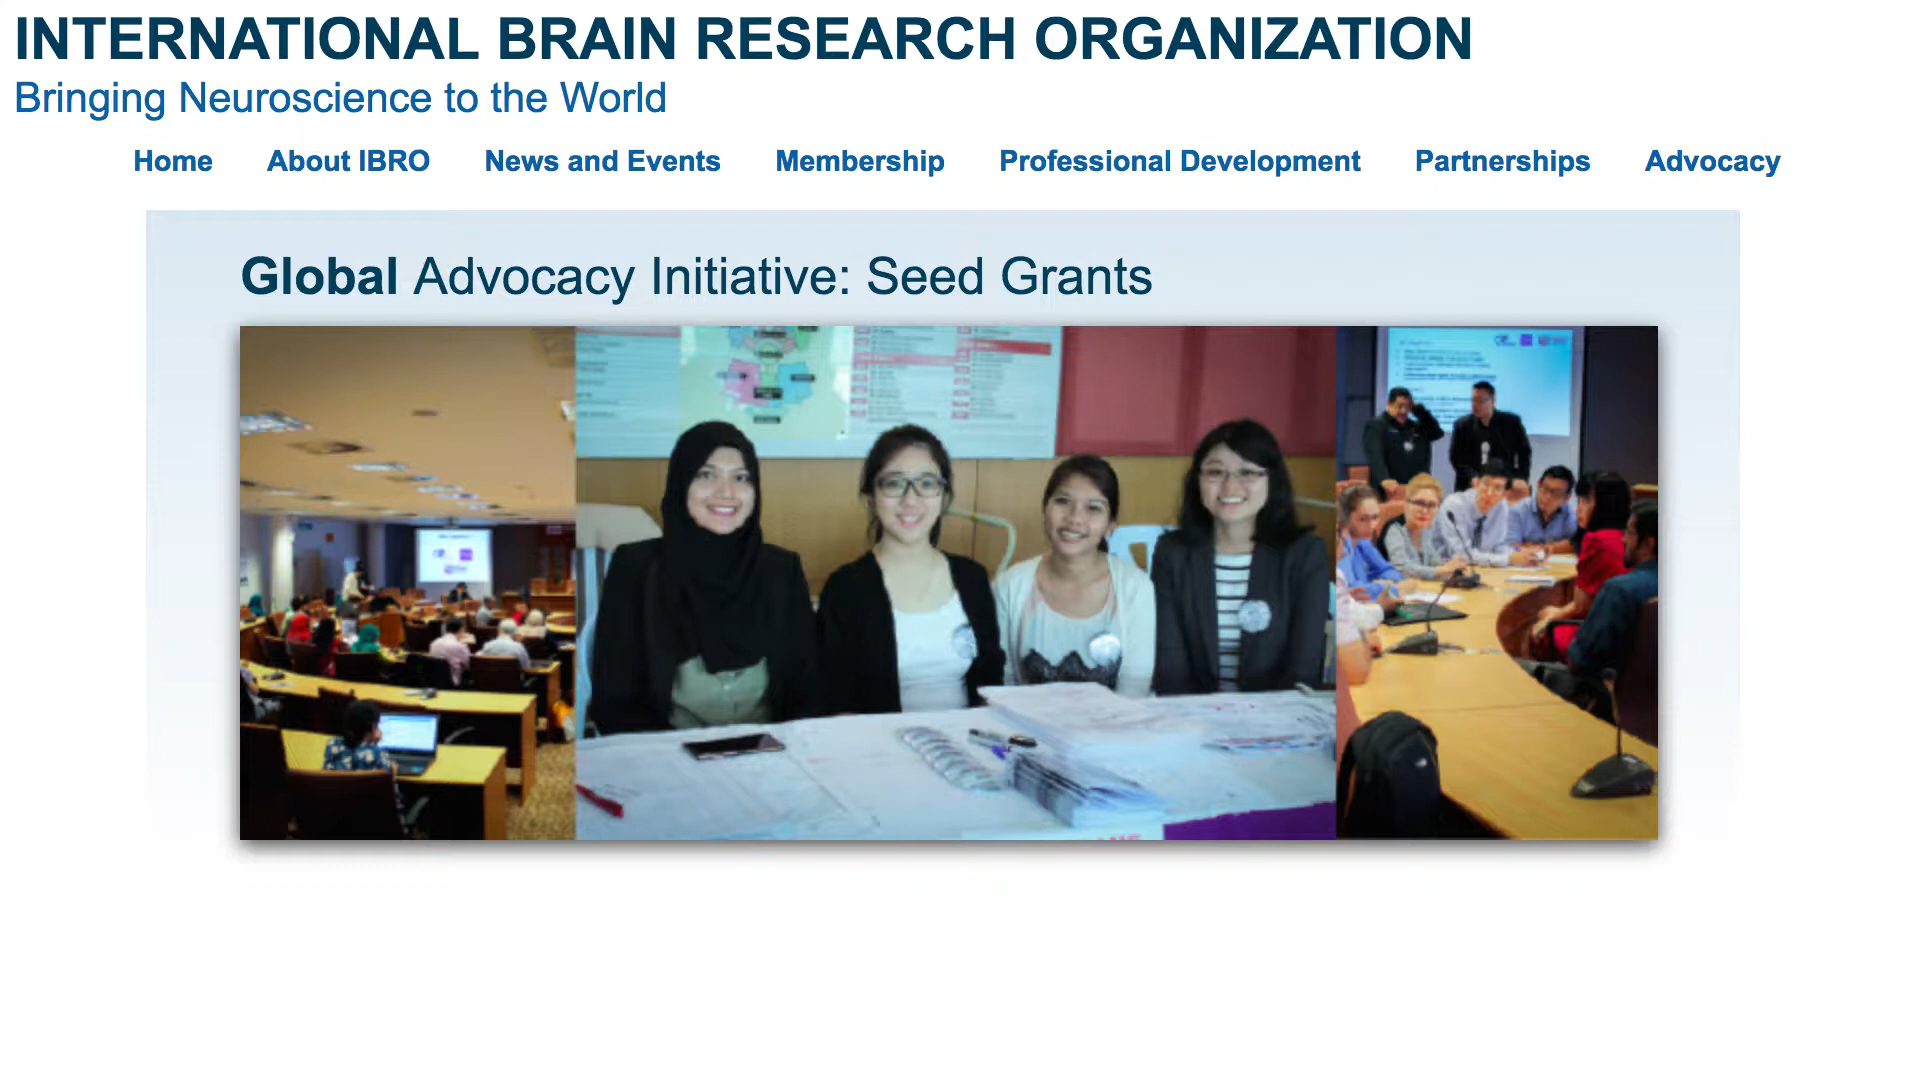 INTERNATIONAL BRAIN RESEARCH ORGANIZATION
Bringing Neuroscience to the World
Home About IBRO News and Events Membership Professional Development Partnerships Advocacy
Global Advocacy Initiative: Seed Grants